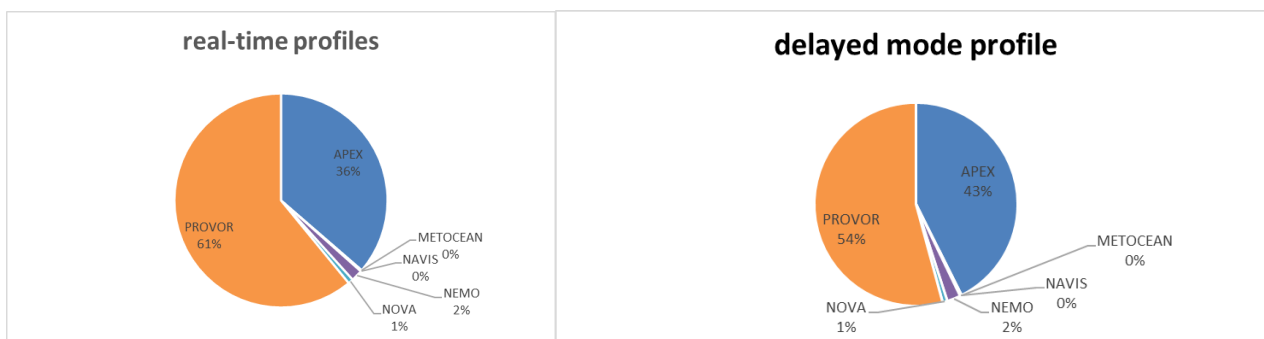 real-time profiles
APEX
36%
METOCEAN
0%
NAVIS
0%
PROVOR
61%
NEMO
2%
NOVA
1%
delayed mode profile
APEX
43%
PROVOR
54%
METOCEAN
0%
NAVIS
0%
NOVA
1%
NEMO
2%